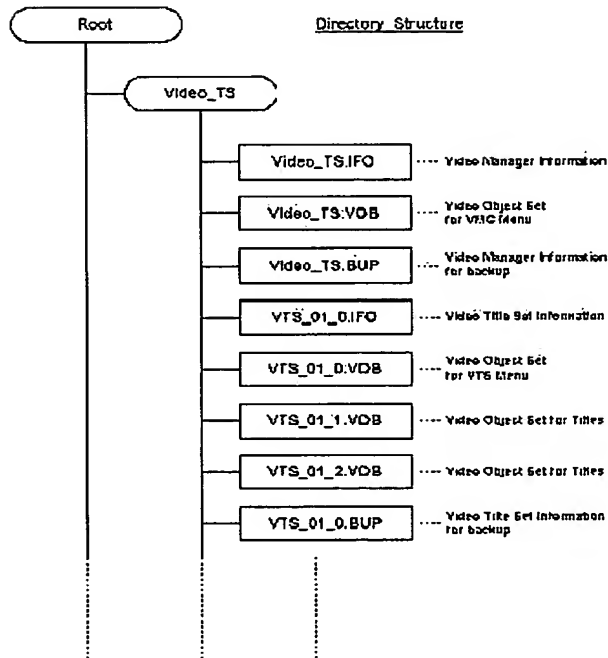 Root
Directory Structure
Video_TS
Video_TS.IFO
Video Manager Information
Video_TS.VOB
Video Object Set
for VMG Menu
Video_TS.BUP
Video Manager Information
for backup
VTS_01_0.IFO
Video Title Set Information
VTS_01_0.VOB
Video Object Set
for VTS Menu
VTS_01_1.VOB
Video Object Set for Titles
VTS_01_2.VOB
Video Object Set for Titles
VTS_01_0.BUP
Video Title Set Information
for backup